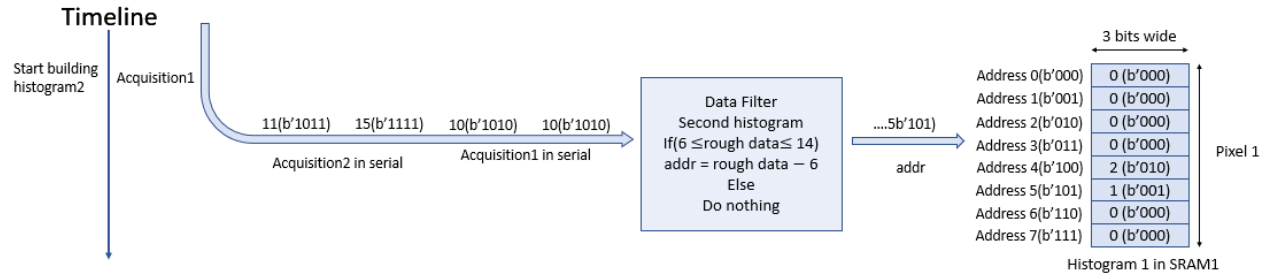 Timeline
Start building
histogram2
Acquisition1
11(b’1011) 15(b’1111) 10(b’1010) 10(b’1010)
Acquisition2 in serial Acquisition1 in serial
Data Filter
Second histogram
If(6 ≤rough data≤ 14)
addr = rough data − 6
Else
Do nothing
....5b’101)
addr
3 bits wide
Address 0(b’000) 0 (b’000)
Address 1(b’001) 0 (b’000)
Address 2(b’010) 0 (b’000)
Address 3(b’011) 0 (b’000)
Address 4(b’100) 2 (b’010)
Address 5(b’101) 1 (b’001)
Address 6(b’110) 0 (b’000)
Address 7(b’111) 0 (b’000)
Pixel 1
Histogram 1 in SRAM1